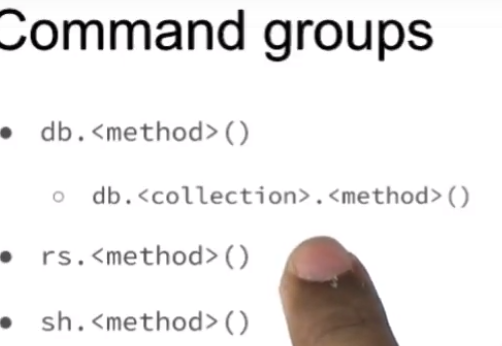 Command groups
● db.<method>()
○ db.<collection>.<method>()
● rs.<method>()
● sh.<method>()